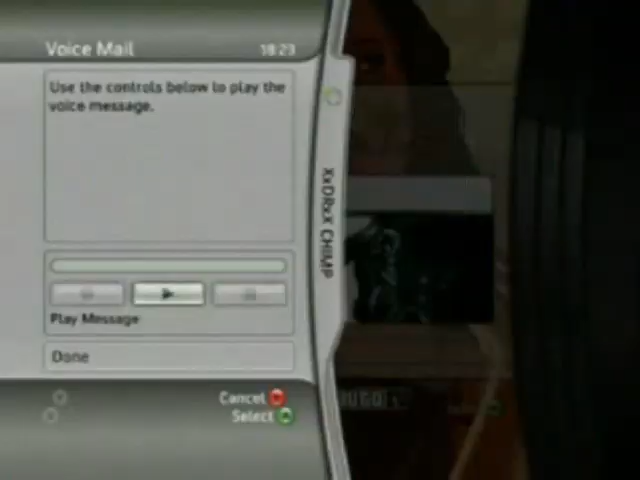 Voice Mail
18:23
Use the controls below to play the
voice message.
XxDRxX CHIMP
Play Message
Done
Cancel
Select